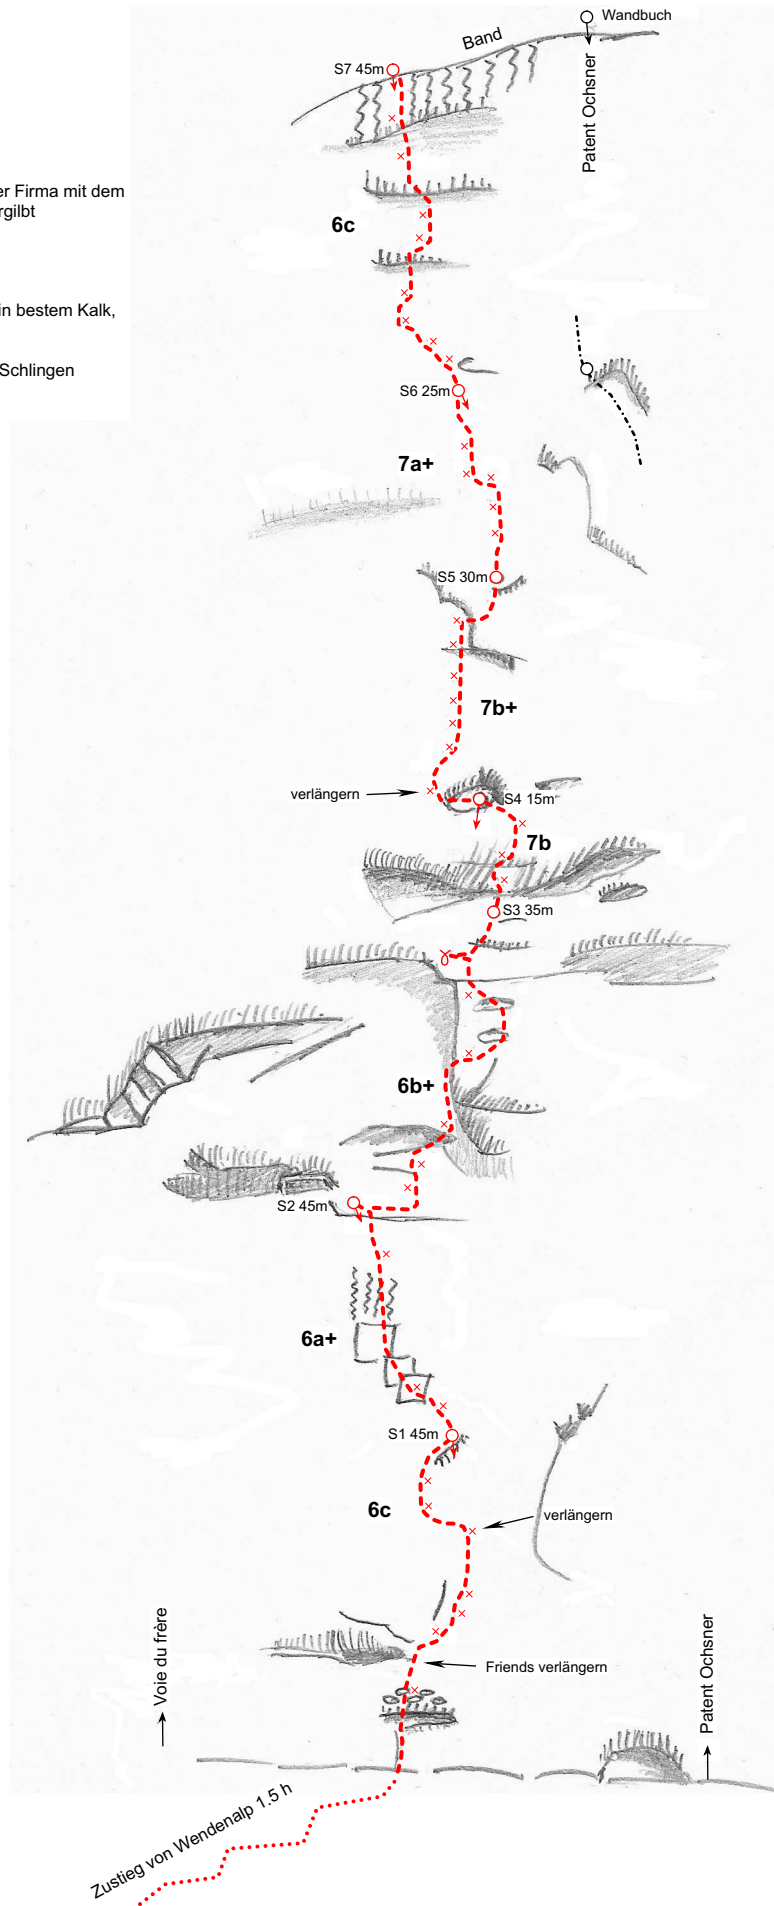 Wandbuch
Band
S7 45m
Patent Ochsner
er Firma mit dem
rgilbt
6c
in bestem Kalk,
Schlingen
S6 25m
7a+
S5 30m
7b+
verlängern
S4 15m
7b
S3 35m
6b+
S2 45m
6a+
S1 45m
6c
verlängern
Voie du frère
Friends verlängern
Patent Ochsner
Zustieg von Wendenalp 1.5 h